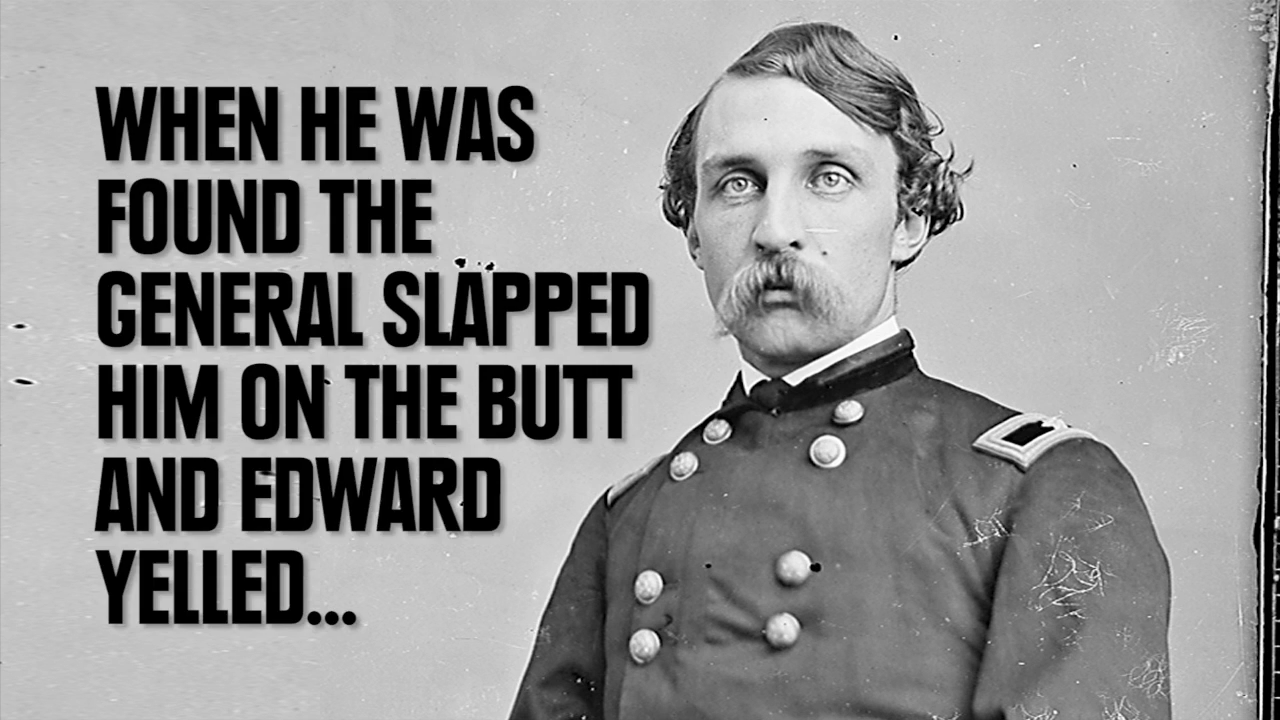 WHEN HE WAS
FOUND THE
GENERAL SLAPPED
HIM ON THE BUTT
AND EDWARD
YELLED...